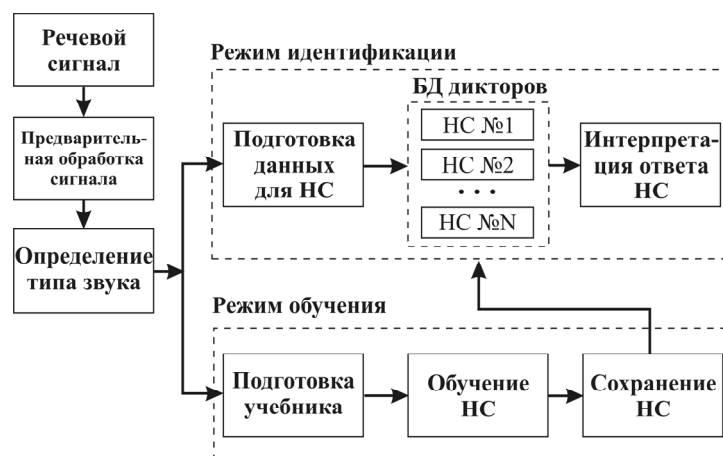 Речевой
сигнал
Предваритель-
ная обработка
сигнала
Определение
типа звука
Режим идентификации
Подготовка
данных
для НС
БД дикторов
НС №1
НС №2
• • •
НС №N
Интерпрета-
ция ответа
НС
Режим обучения
Подготовка
учебника
Обучение
НС
Сохранение
НС